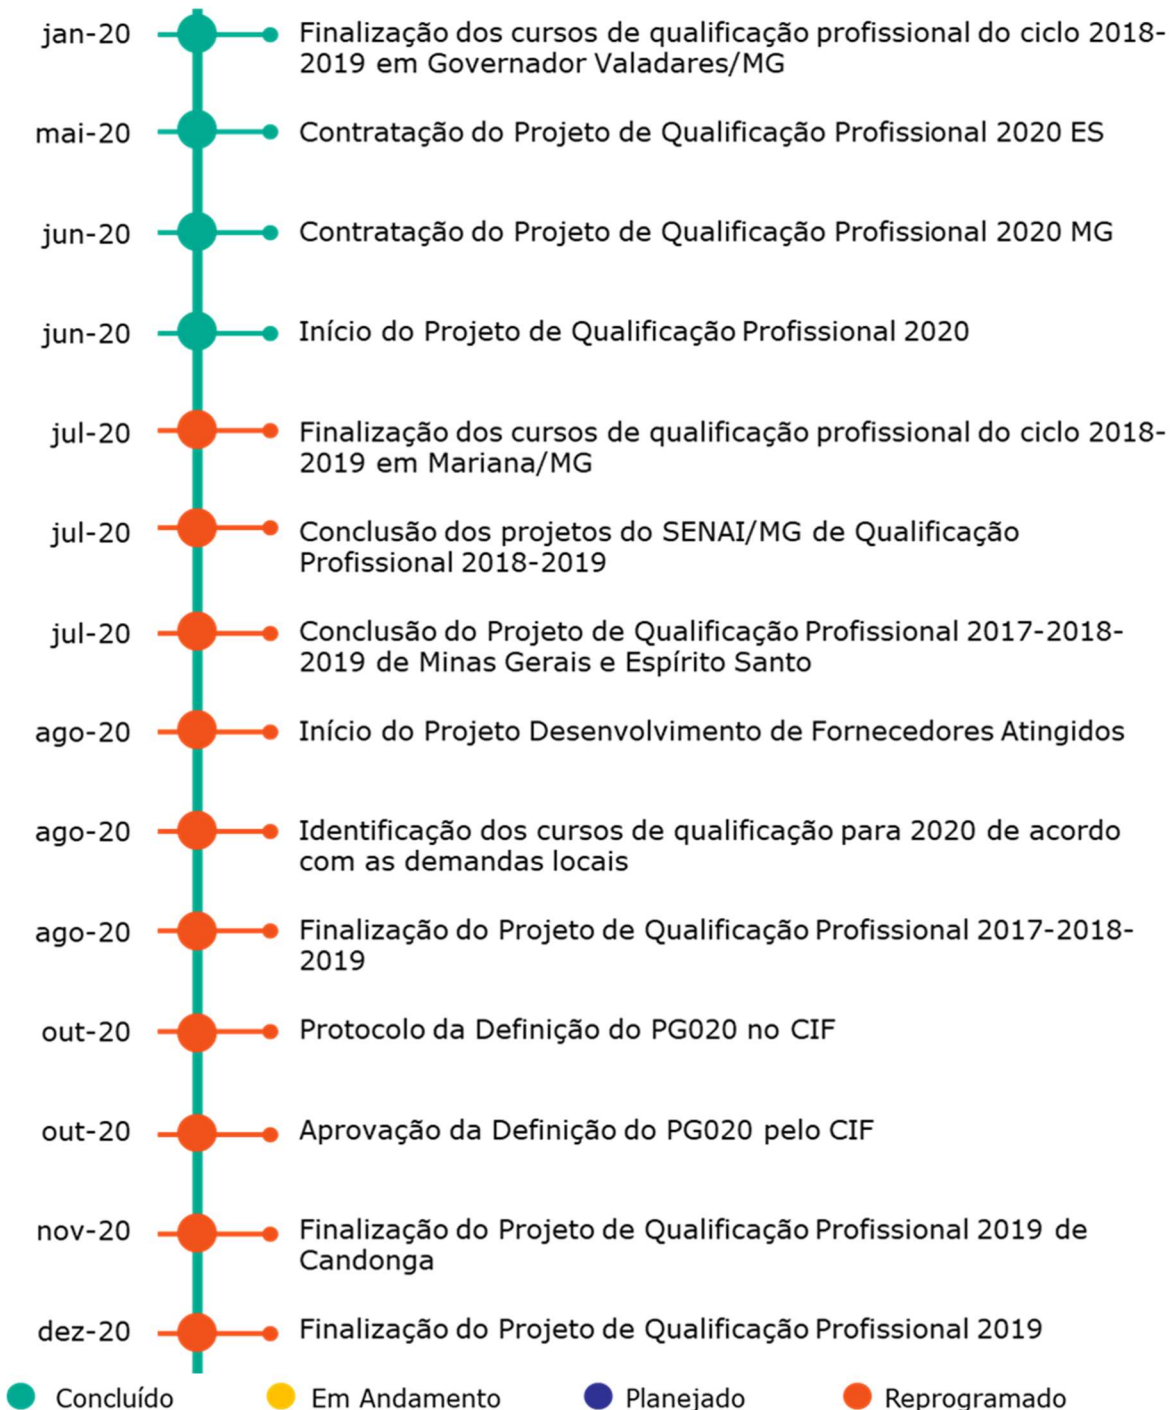 jan-20 Finalização dos cursos de qualificação profissional do ciclo 2018-
2019 em Governador Valadares/MG
mai-20 Contratação do Projeto de Qualificação Profissional 2020 ES
jun-20 Contratação do Projeto de Qualificação Profissional 2020 MG
jun-20 Início do Projeto de Qualificação Profissional 2020
jul-20 Finalização dos cursos de qualificação profissional do ciclo 2018-
2019 em Mariana/MG
jul-20 Conclusão dos projetos do SENAI/MG de Qualificação
Profissional 2018-2019
jul-20 Conclusão do Projeto de Qualificação Profissional 2017-2018-
2019 de Minas Gerais e Espírito Santo
ago-20 Início do Projeto Desenvolvimento de Fornecedores Atingidos
ago-20 Identificação dos cursos de qualificação para 2020 de acordo
com as demandas locais
ago-20 Finalização do Projeto de Qualificação Profissional 2017-2018-
2019
out-20 Protocolo da Definição do PG020 no CIF
out-20 Aprovação da Definição do PG020 pelo CIF
nov-20 Finalização do Projeto de Qualificação Profissional 2019 de
Candonga
dez-20 Finalização do Projeto de Qualificação Profissional 2019
Concluído Em Andamento Planejado Reprogramado